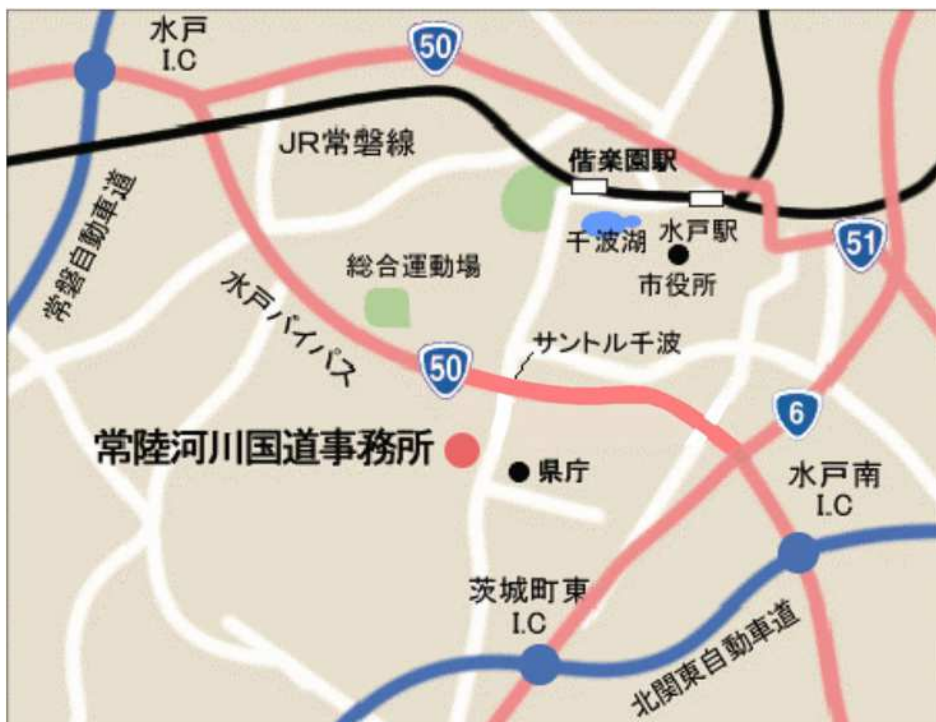 水戸
I.C
50
JR常磐線
偕楽園駅
常磐自動車道
千波湖
水戸駅
51
総合運動場
市役所
水戸バイパス
サントル千波
50
6
常陸河川国道事務所
県庁
水戸南
I.C
茨城町東
I.C
北関東自動車道